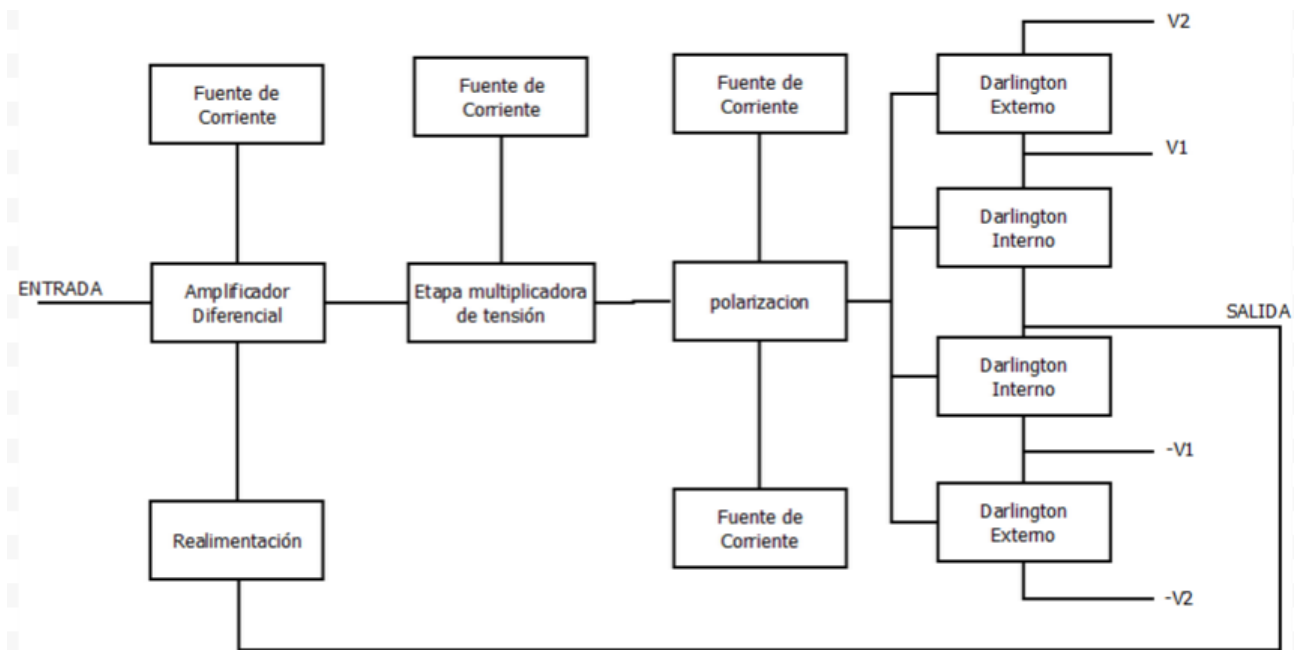 V2
Fuente de
Corriente
Fuente de
Corriente
Fuente de
Corriente
Darlington
Externo
V1
Darlington
Interno
ENTRADA
Amplificador
Diferencial
Etapa multiplicadora
de tensión
polarizacion
SALIDA
Darlington
Interno
-V1
Realimentación
Fuente de
Corriente
Darlington
Externo
-V2